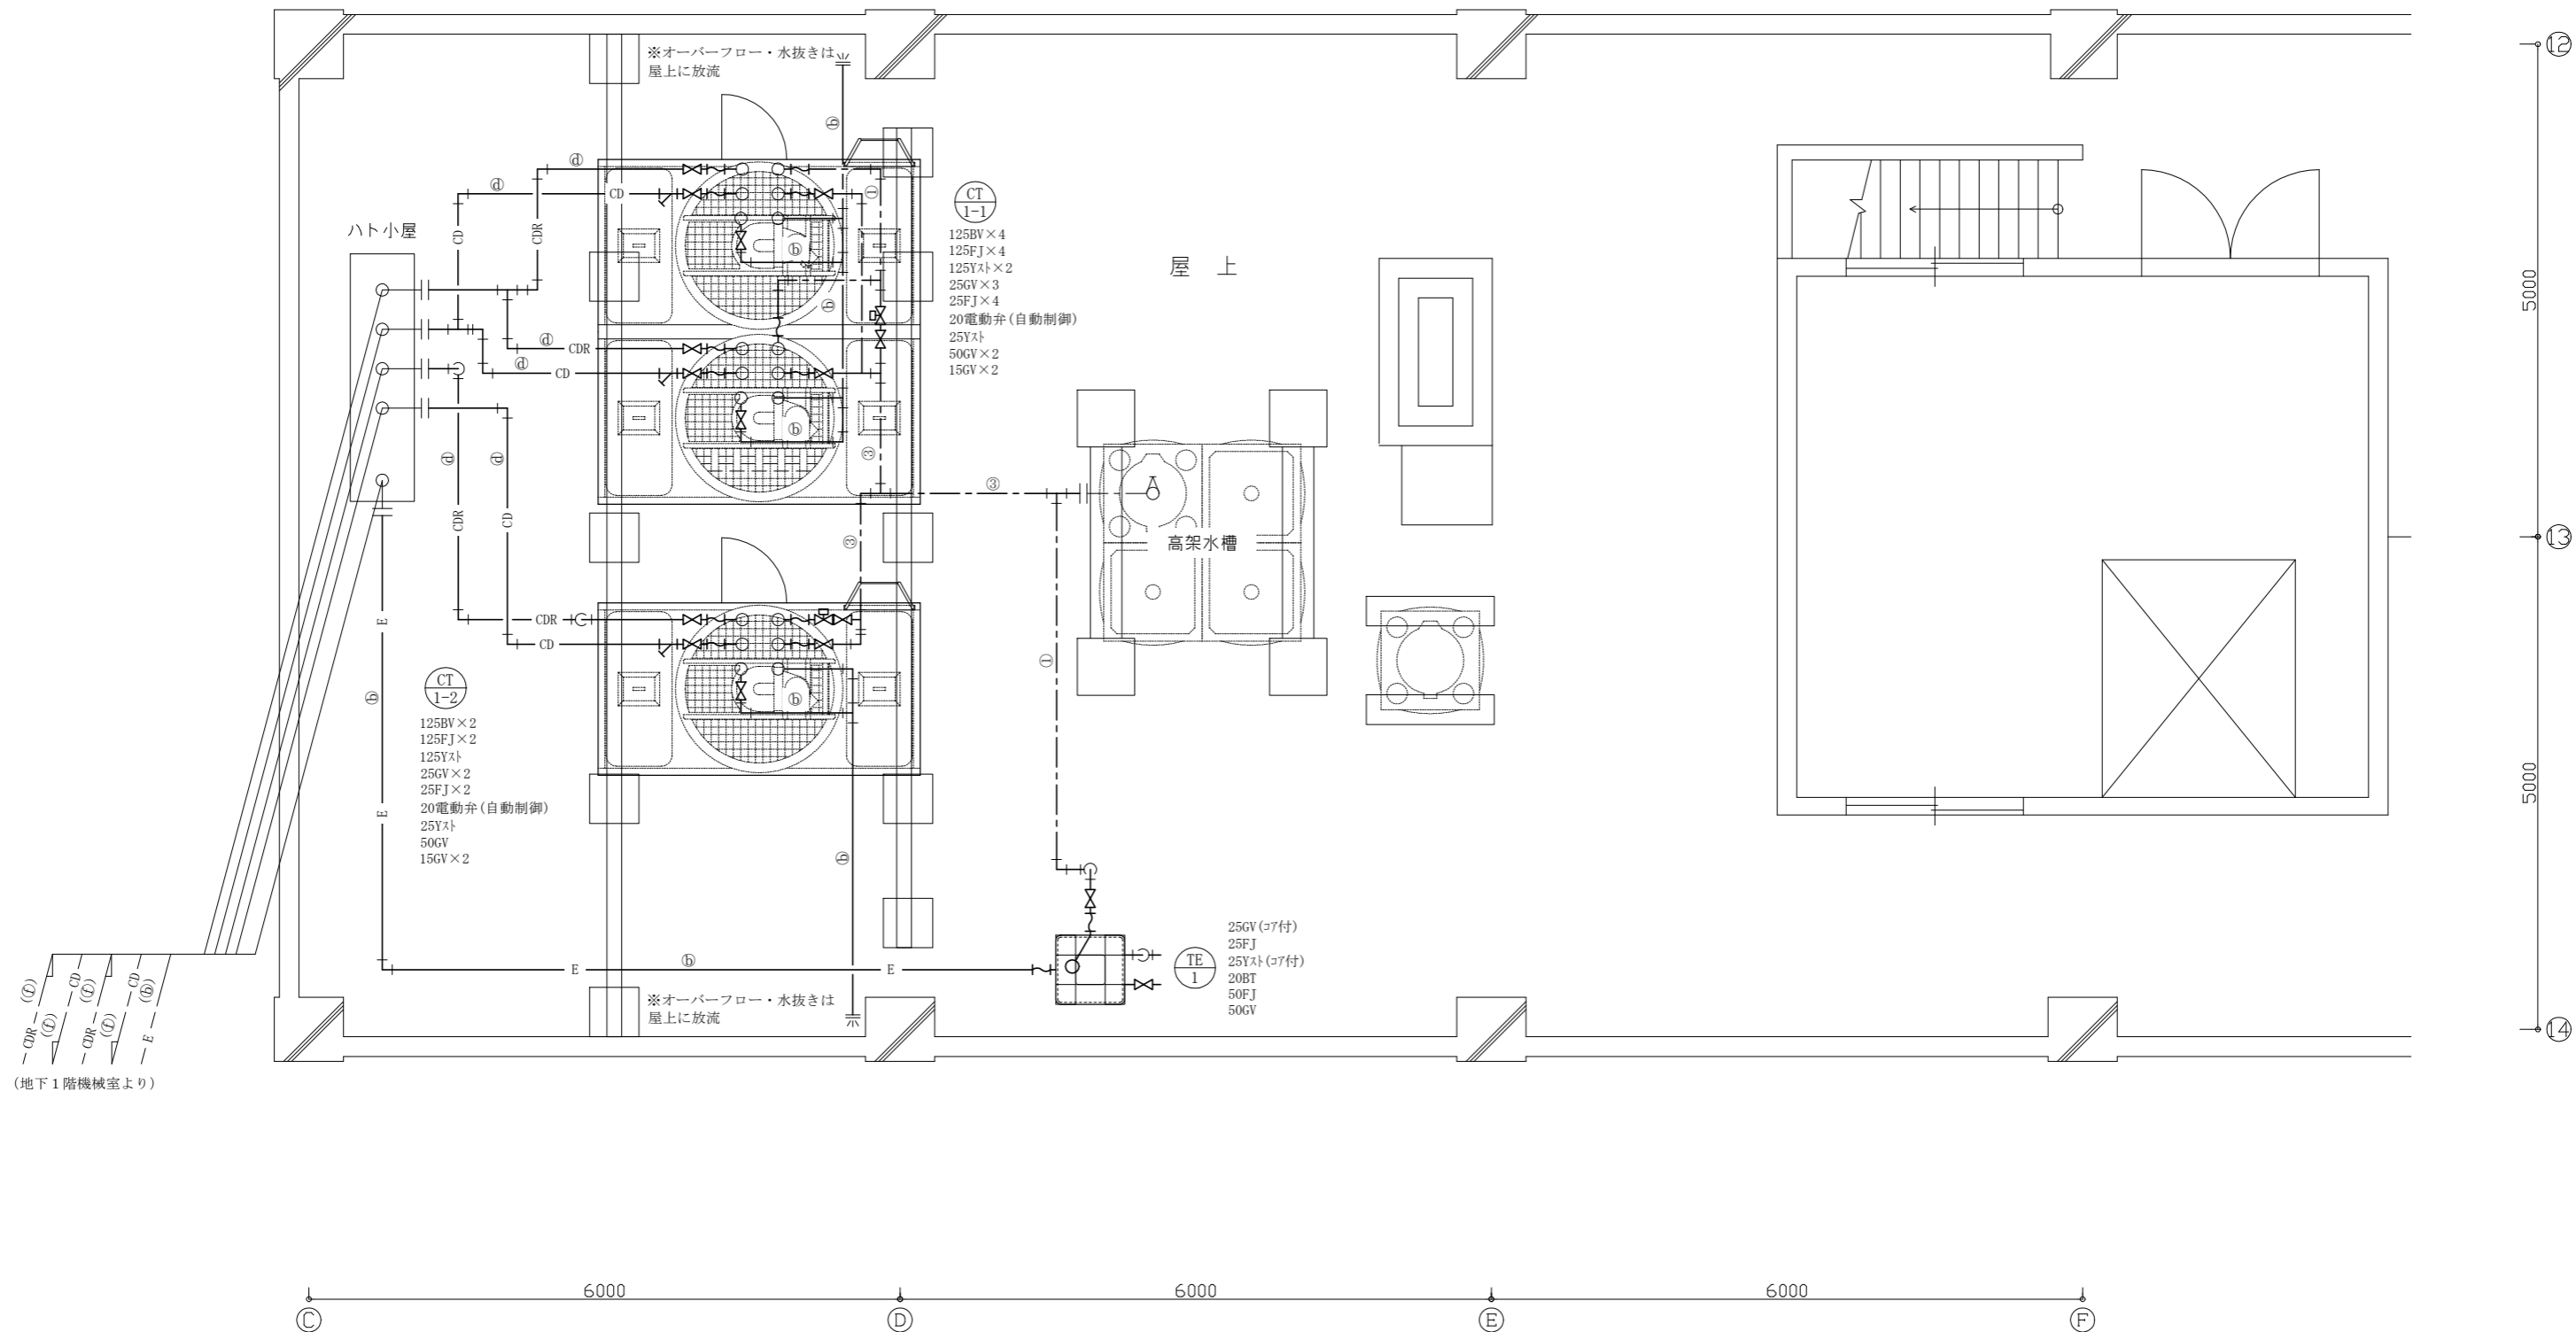 ※オーバーフロー・水抜きは
屋上に放流
⑫
ⓑ
ⓓ
ⓓ
CD
①
CT
1-1
ハト小屋
CD
CDR
125BV×4
125FJ×4
125Yスト×2
25GV×3
25FJ×4
20電動弁(自動制御)
25Yスト
50GV×2
15GV×2
屋 上
ⓑ
ⓑ
5000
ⓓ
CDR
ⓓ
CD
ⓑ
ⓓ
ⓓ
③
③
CDR
CD
③
高架水槽
⑬
CDR
CD
E
①
CT
1-2
ⓑ
ⓑ
125BV×2
125FJ×2
125Yスト
25GV×2
25FJ×2
20電動弁(自動制御)
25Yスト
50GV
15GV×2
E
ⓑ
5000
E
ⓑ
E
TE
1
25GV(コア付)
25FJ
25Yスト(コア付)
20BT
50FJ
50GV
※オーバーフロー・水抜きは
屋上に放流
⑭
CDR (ⓕ)
CD (ⓕ)
CDR (ⓕ)
CD (ⓕ)
E (ⓑ)
(地下1階機械室より)
6000
6000
6000
Ⓒ
Ⓓ
Ⓔ
Ⓕ